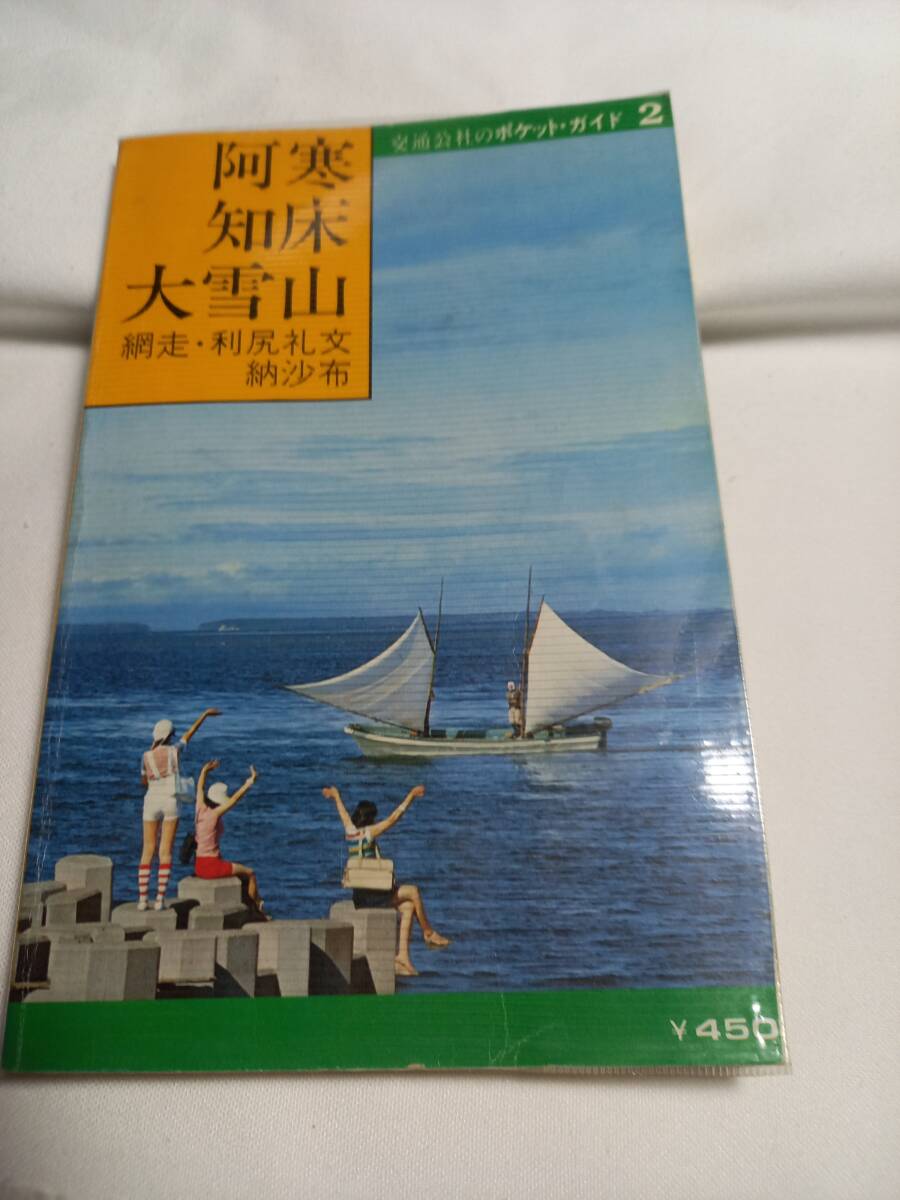 交通公社のポケット・ガイド 2
阿寒
知床
大雪山
網走・利尻礼文
納沙布
¥450